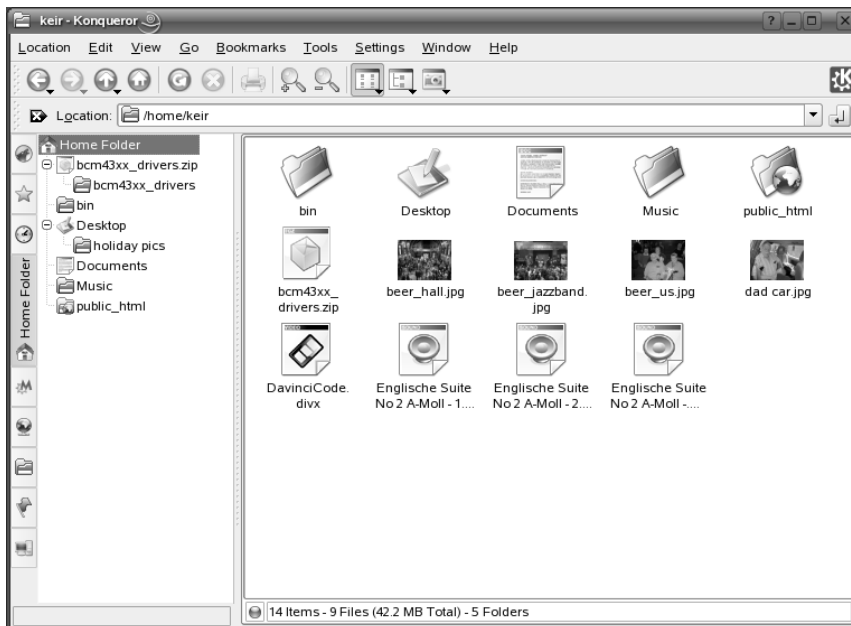 keir - Konqueror
Location Edit View Go Bookmarks Tools Settings Window Help
Location: /home/keir
Home Folder
bcm43xx_drivers.zip
bcm43xx_drivers
bin
Desktop
holiday pics
Documents
Music
public_html
Home Folder
bin Desktop Documents Music public_html
bcm43xx_ beer_hall.jpg beer_jazzband. beer_us.jpg dad car.jpg
drivers.zip jpg
DavinciCode. Englische Suite Englische Suite Englische Suite
divx No 2 A-Moll - 1.... No 2 A-Moll - 2.... No 2 A-Moll -....
14 Items - 9 Files (42.2 MB Total) - 5 Folders